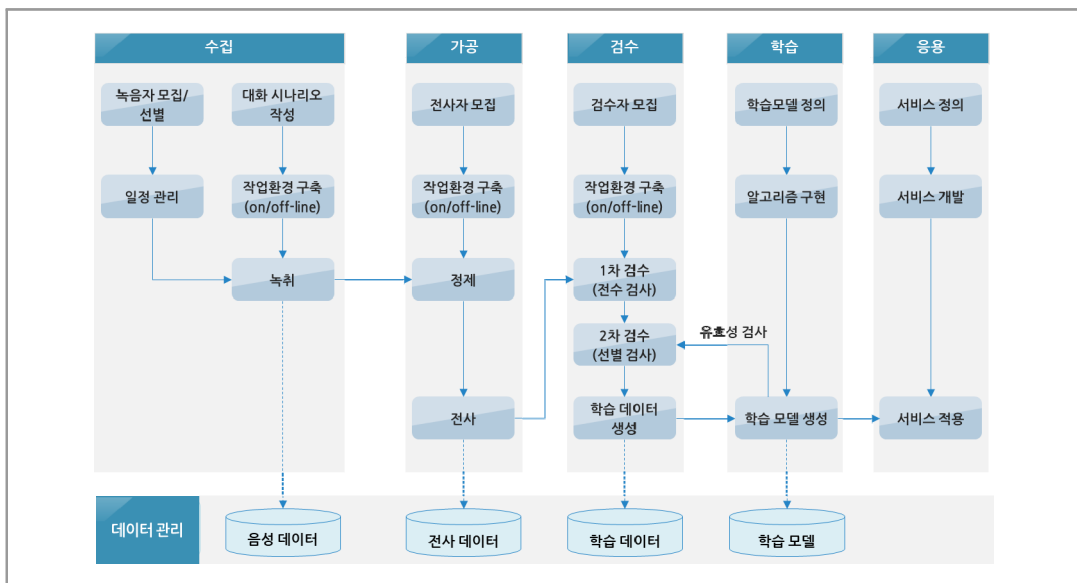 수집
가공
검수
학습
응용
녹음자 모집/
선별
대화 시나리오
작성
전사자 모집
검수자 모집
학습모델 정의
서비스 정의
일정 관리
작업환경 구축
(on/off-line)
작업환경 구축
(on/off-line)
작업환경 구축
(on/off-line)
알고리즘 구현
서비스 개발
녹취
정제
1차 검수
(전수 검사)
2차 검수
(선별 검사)
유효성 검사
전사
학습 데이터
생성
학습 모델 생성
서비스 적용
데이터 관리
음성 데이터
전사 데이터
학습 데이터
학습 모델